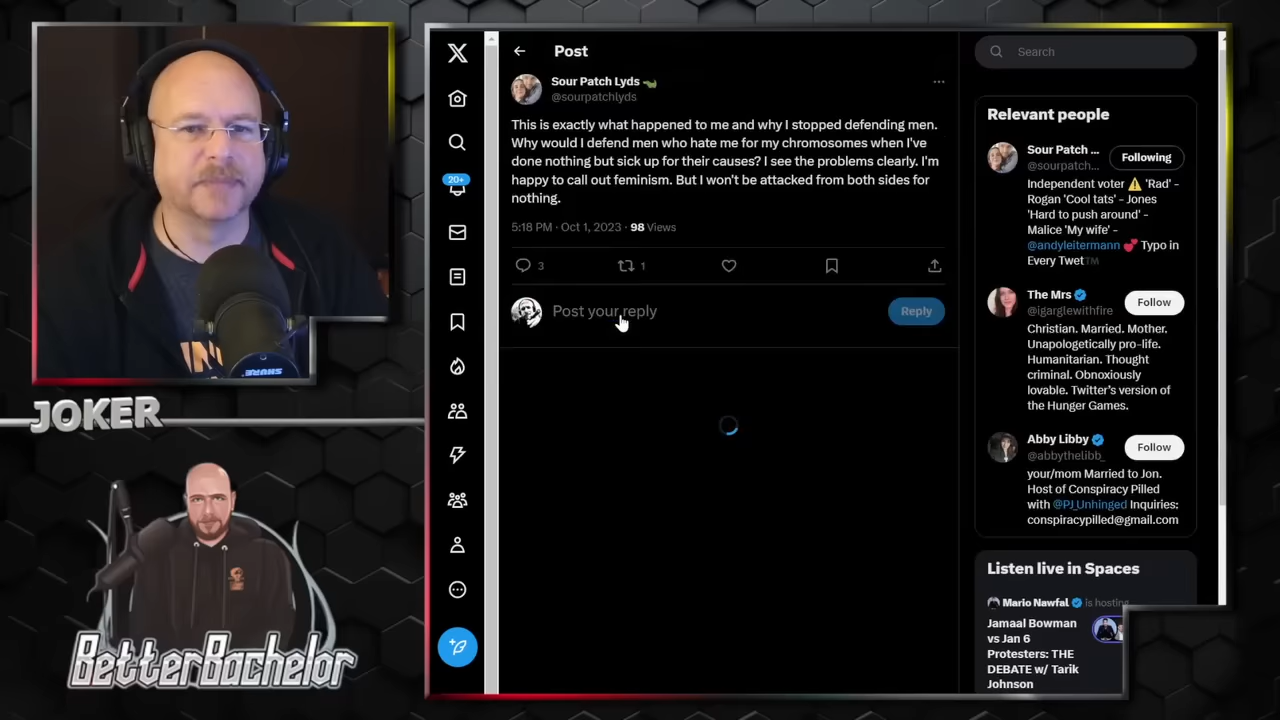 Post
Sour Patch Lyds
@sourpatchlyds
This is exactly what happened to me and why I stopped defending men.
Why would I defend men who hate me for my chromosomes when I've
done nothing but sick up for their causes? I see the problems clearly. I'm
happy to call out feminism. But I won't be attacked from both sides for
nothing.
5:18 PM · Oct 1, 2023 · 98 Views
3
1
Post your reply
Reply
20+
Search
Relevant people
Sour Patch ...
@sourpatch...
Following
Independent voter ⚠️ 'Rad' -
Rogan 'Cool tats' - Jones
'Hard to push around' -
Malice 'My wife' -
@andyleitermann 💕 Typo in
Every Twet™
The Mrs
@igarglewithfire
Follow
Christian. Married. Mother.
Unapologetically pro-life.
Humanitarian. Thought
criminal. Obnoxiously
lovable. Twitter's version of
the Hunger Games.
Abby Libby
@abbythelibb_
Follow
your/mom Married to Jon.
Host of Conspiracy Pilled
with @PJ_Unhinged Inquiries:
conspiracypilled@gmail.com
Listen live in Spaces
Mario Nawfal is hosting
Jamaal Bowman
vs Jan 6
Protesters: THE
DEBATE w/ Tarik
Johnson
SHURE
JOKER
BetterBachelor